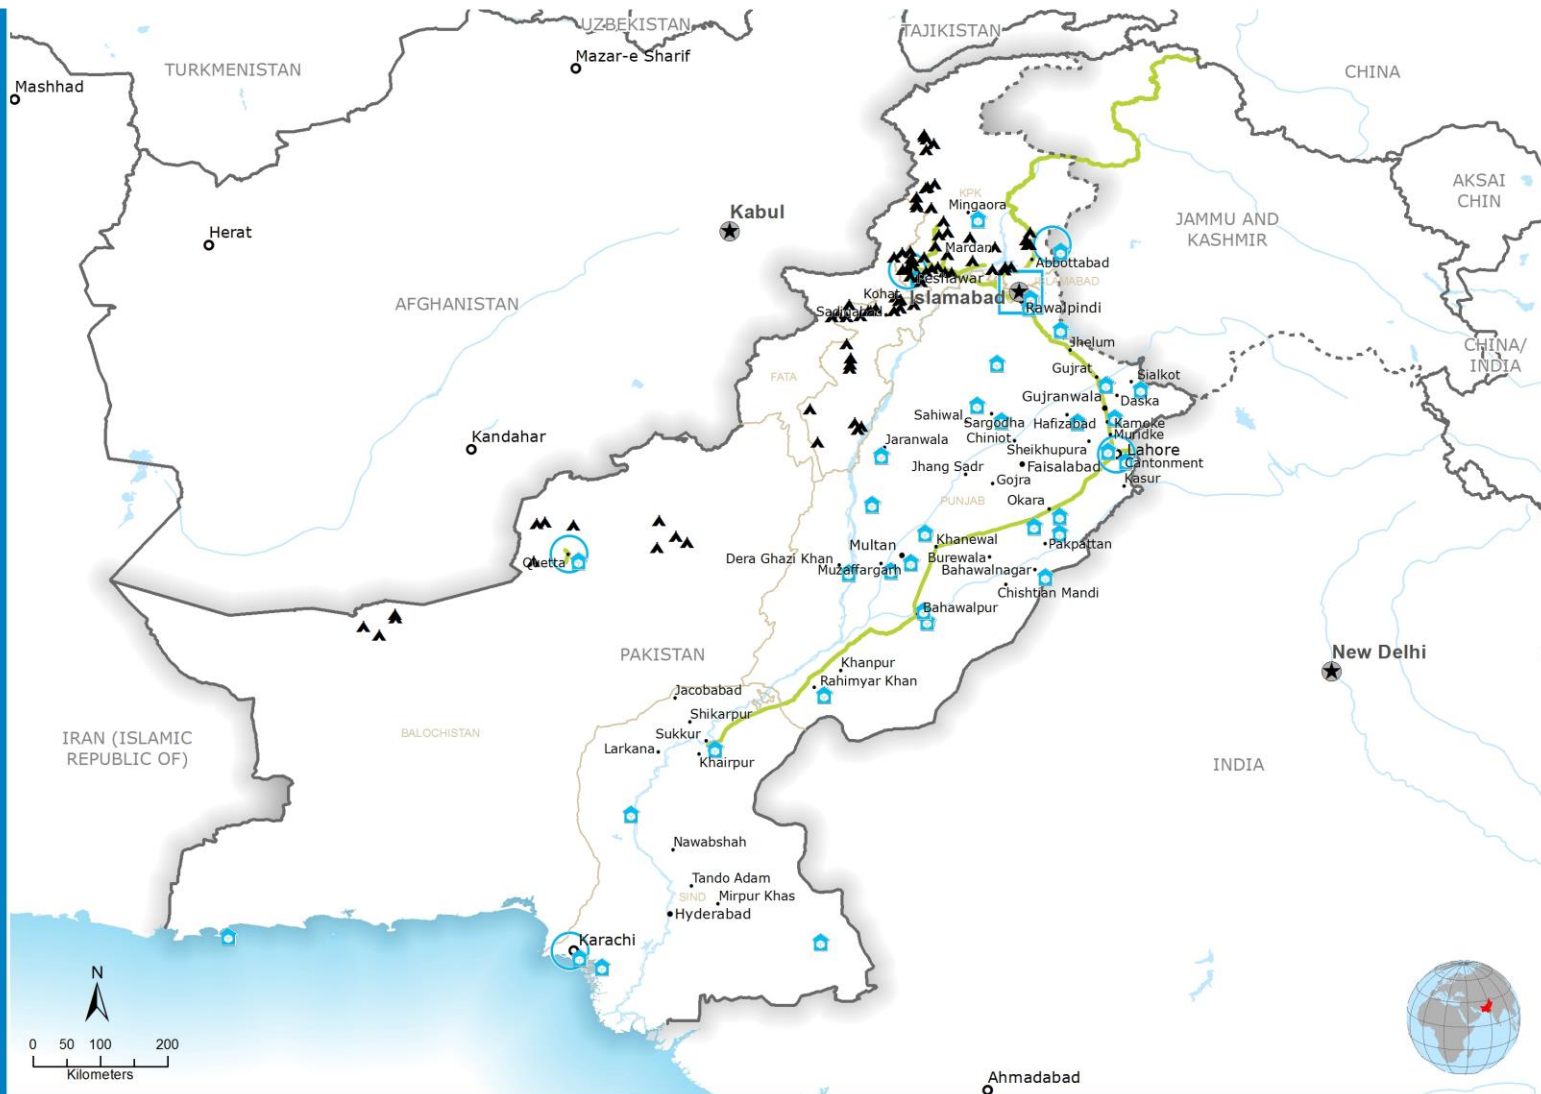 UZBEKISTAN
TAJIKISTAN
Mazar-e Sharif
TURKMENISTAN
CHINA
Mashhad
AKSAI
CHIN
KPK
Mingaora
Kabul
JAMMU AND
KASHMIR
Herat
Mardan
Abbottabad
Peshawar
ISLAMABAD
Kohat
Islamabad
AFGHANISTAN
Rawalpindi
Jhelum
CHINA/
INDIA
Gujrat
Sialkot
FATA
Gujranwala
Daska
Sahiwal
Sargodha
Hafizabad
Kamoke
Muridke
Kandahar
Chiniot
Jaranwala
Sheikhupura
Lahore
Cantonment
Jhang Sadr
Faisalabad
Gojra
Kasur
PUNJAB
Okara
Khanewal
Multan
Pakpattan
Dera Ghazi Khan
Burewala
Quetta
Muzaffargarh
Bahawalnagar
Chishtian Mandi
Bahawalpur
PAKISTAN
New Delhi
Khanpur
Rahimyar Khan
Jacobabad
Shikarpur
IRAN (ISLAMIC
REPUBLIC OF)
BALOCHISTAN
Sukkur
Larkana
Khairpur
INDIA
Nawabshah
Tando Adam
SIND
Mirpur Khas
Hyderabad
Karachi
N
0 50 100 200
Kilometers
Ahmadabad